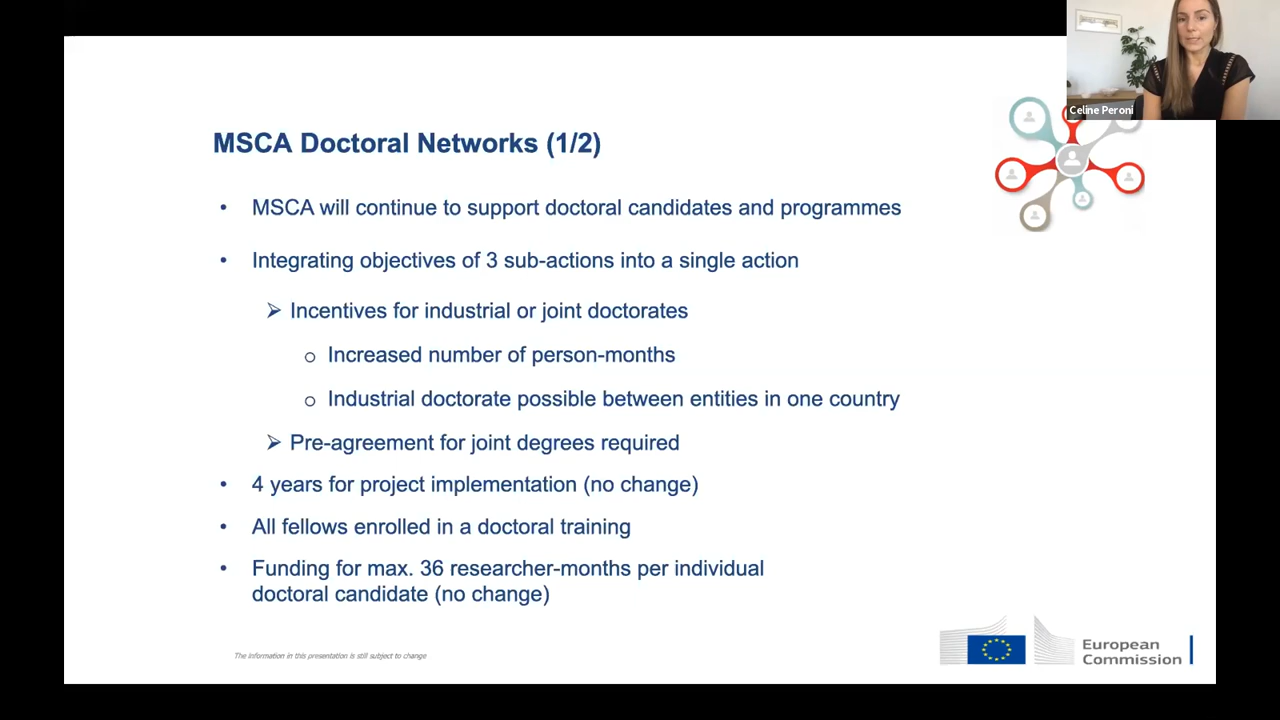 Celine Peroni
MSCA Doctoral Networks (1/2)
• MSCA will continue to support doctoral candidates and programmes
• Integrating objectives of 3 sub-actions into a single action
➢ Incentives for industrial or joint doctorates
o Increased number of person-months
o Industrial doctorate possible between entities in one country
➢ Pre-agreement for joint degrees required
• 4 years for project implementation (no change)
• All fellows enrolled in a doctoral training
• Funding for max. 36 researcher-months per individual
doctoral candidate (no change)
The information in this presentation is still subject to change
European
Commission